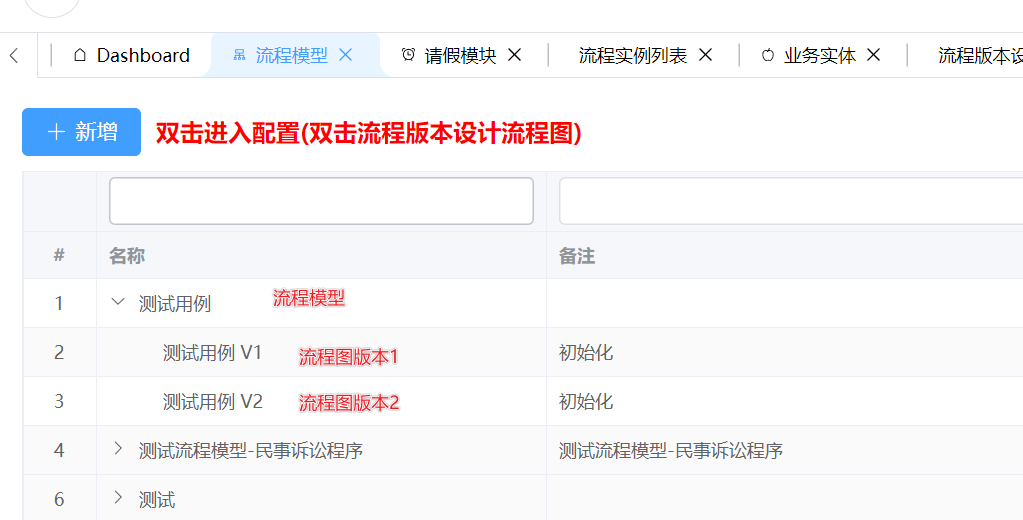 Dashboard 流程模型 请假模块 流程实例列表 业务实体 流程版本设
新增 双击进入配置(双击流程版本设计流程图)
# 名称 备注
1 测试用例 流程模型
2 测试用例 V1 流程图版本1 初始化
3 测试用例 V2 流程图版本2 初始化
4 测试流程模型-民事诉讼程序 测试流程模型-民事诉讼程序
6 测试